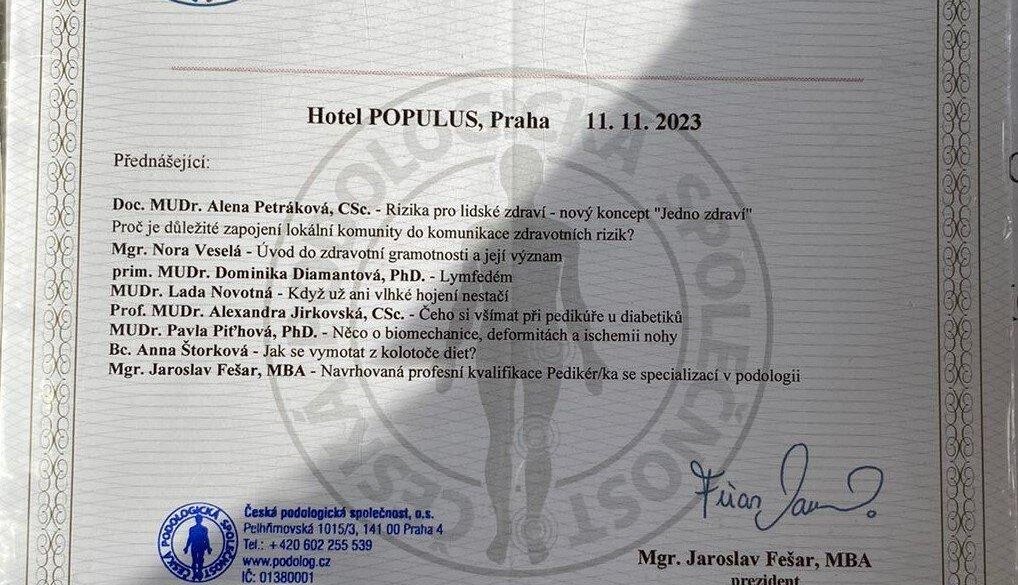 Hotel POPULUS, Praha 11. 11. 2023
Přednášející:
Doc. MUDr. Alena Petráková, CSc. - Rizika pro lidské zdraví - nový koncept "Jedno zdraví"
Proč je důležité zapojení lokální komunity do komunikace zdravotních rizik?
Mgr. Nora Veselá - Úvod do zdravotní gramotnosti a její význam
prim. MUDr. Dominika Diamantová, PhD. - Lymfedém
MUDr. Lada Novotná - Když už ani vlhké hojení nestačí
Prof. MUDr. Alexandra Jirkovská, CSc. - Čeho si všímat při pedikúře u diabetiků
MUDr. Pavla Piťhová, PhD. - Něco o biomechanice, deformitách a ischemii nohy
Bc. Anna Štorková - Jak se vymotat z kolotoče diet?
Mgr. Jaroslav Fešar, MBA - Navrhovaná profesní kvalifikace Pedikér/ka se specializací v podologii
ČESKÁ PODOLOGICKÁ SPOLEČNOST
ČESKÁ PODOLOGICKÁ SPOLEČNOST
Česká podologická společnost, o.s.
Pelhřimovská 1015/3, 141 00 Praha 4
Tel.: +420 602 255 539
www.podolog.cz
IČ: 01380001
Mgr. Jaroslav Fešar, MBA
prezident